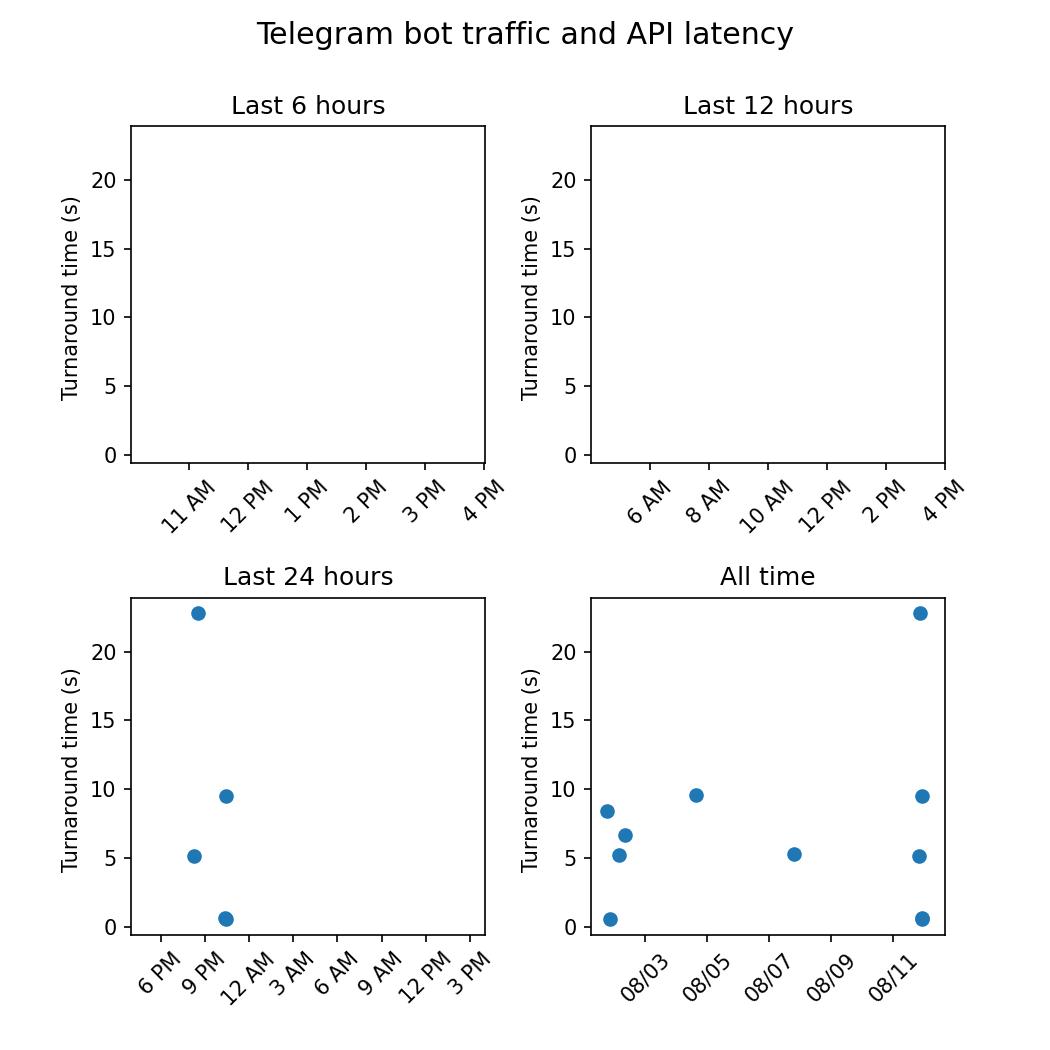 Telegram bot traffic and API latency
Last 6 hours
Turnaround time (s)
20
15
10
5
0
11 AM
12 PM
1 PM
2 PM
3 PM
4 PM
Last 12 hours
Turnaround time (s)
20
15
10
5
0
6 AM
8 AM
10 AM
12 PM
2 PM
4 PM
Last 24 hours
Turnaround time (s)
20
15
10
5
0
6 PM
9 PM
12 AM
3 AM
6 AM
9 AM
12 PM
3 PM
All time
Turnaround time (s)
20
15
10
5
0
08/03
08/05
08/07
08/09
08/11